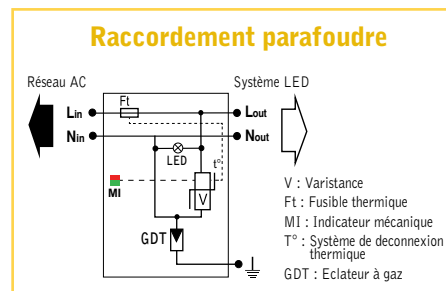 Raccordement parafoudre
Réseau AC
Système LED
Ft
Lin
Lout
Nin
Nout
LED
t°
MI
V
GDT
V : Varistance
Ft : Fusible thermique
MI : Indicateur mécanique
T° : Système de deconnexion
thermique
GDT : Eclateur à gaz